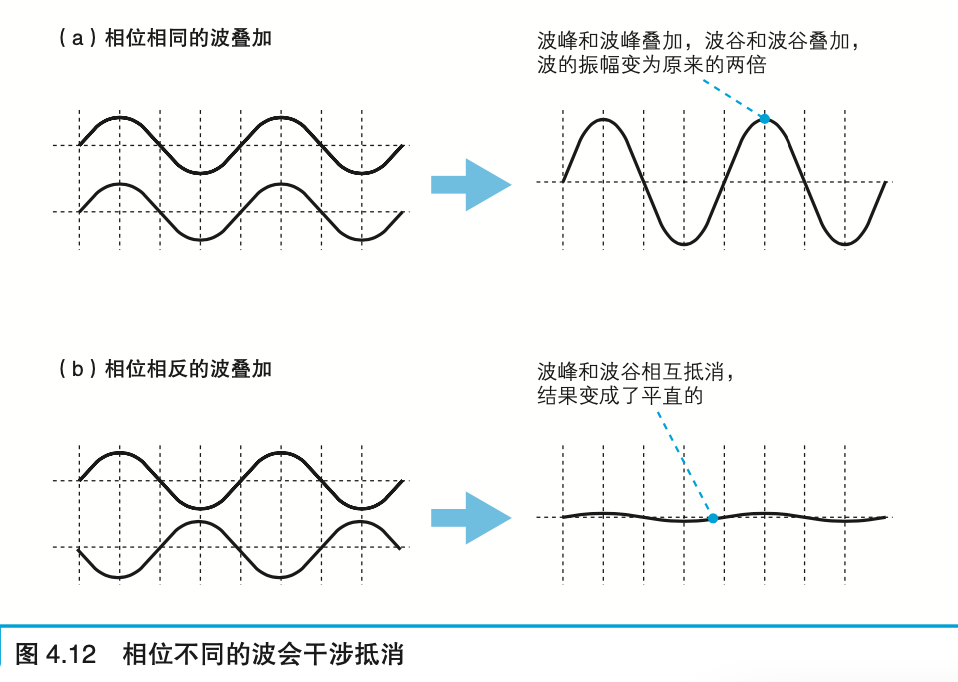 （a）相位相同的波叠加
波峰和波峰叠加，波谷和波谷叠加，
波的振幅变为原来的两倍
（b）相位相反的波叠加
波峰和波谷相互抵消，
结果变成了平直的
图 4.12 相位不同的波会干涉抵消